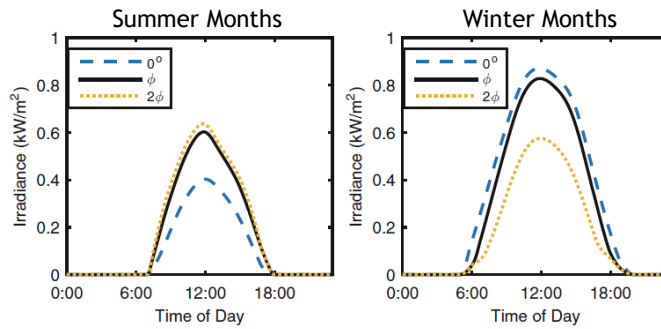 Summer Months
1
0.8
0.6
0.4
0.2
0
Irradiance (kW/m²)
0°
ϕ
2ϕ
0:00 6:00 12:00 18:00
Time of Day
Winter Months
1
0.8
0.6
0.4
0.2
0
Irradiance (kW/m²)
0°
ϕ
2ϕ
0:00 6:00 12:00 18:00
Time of Day